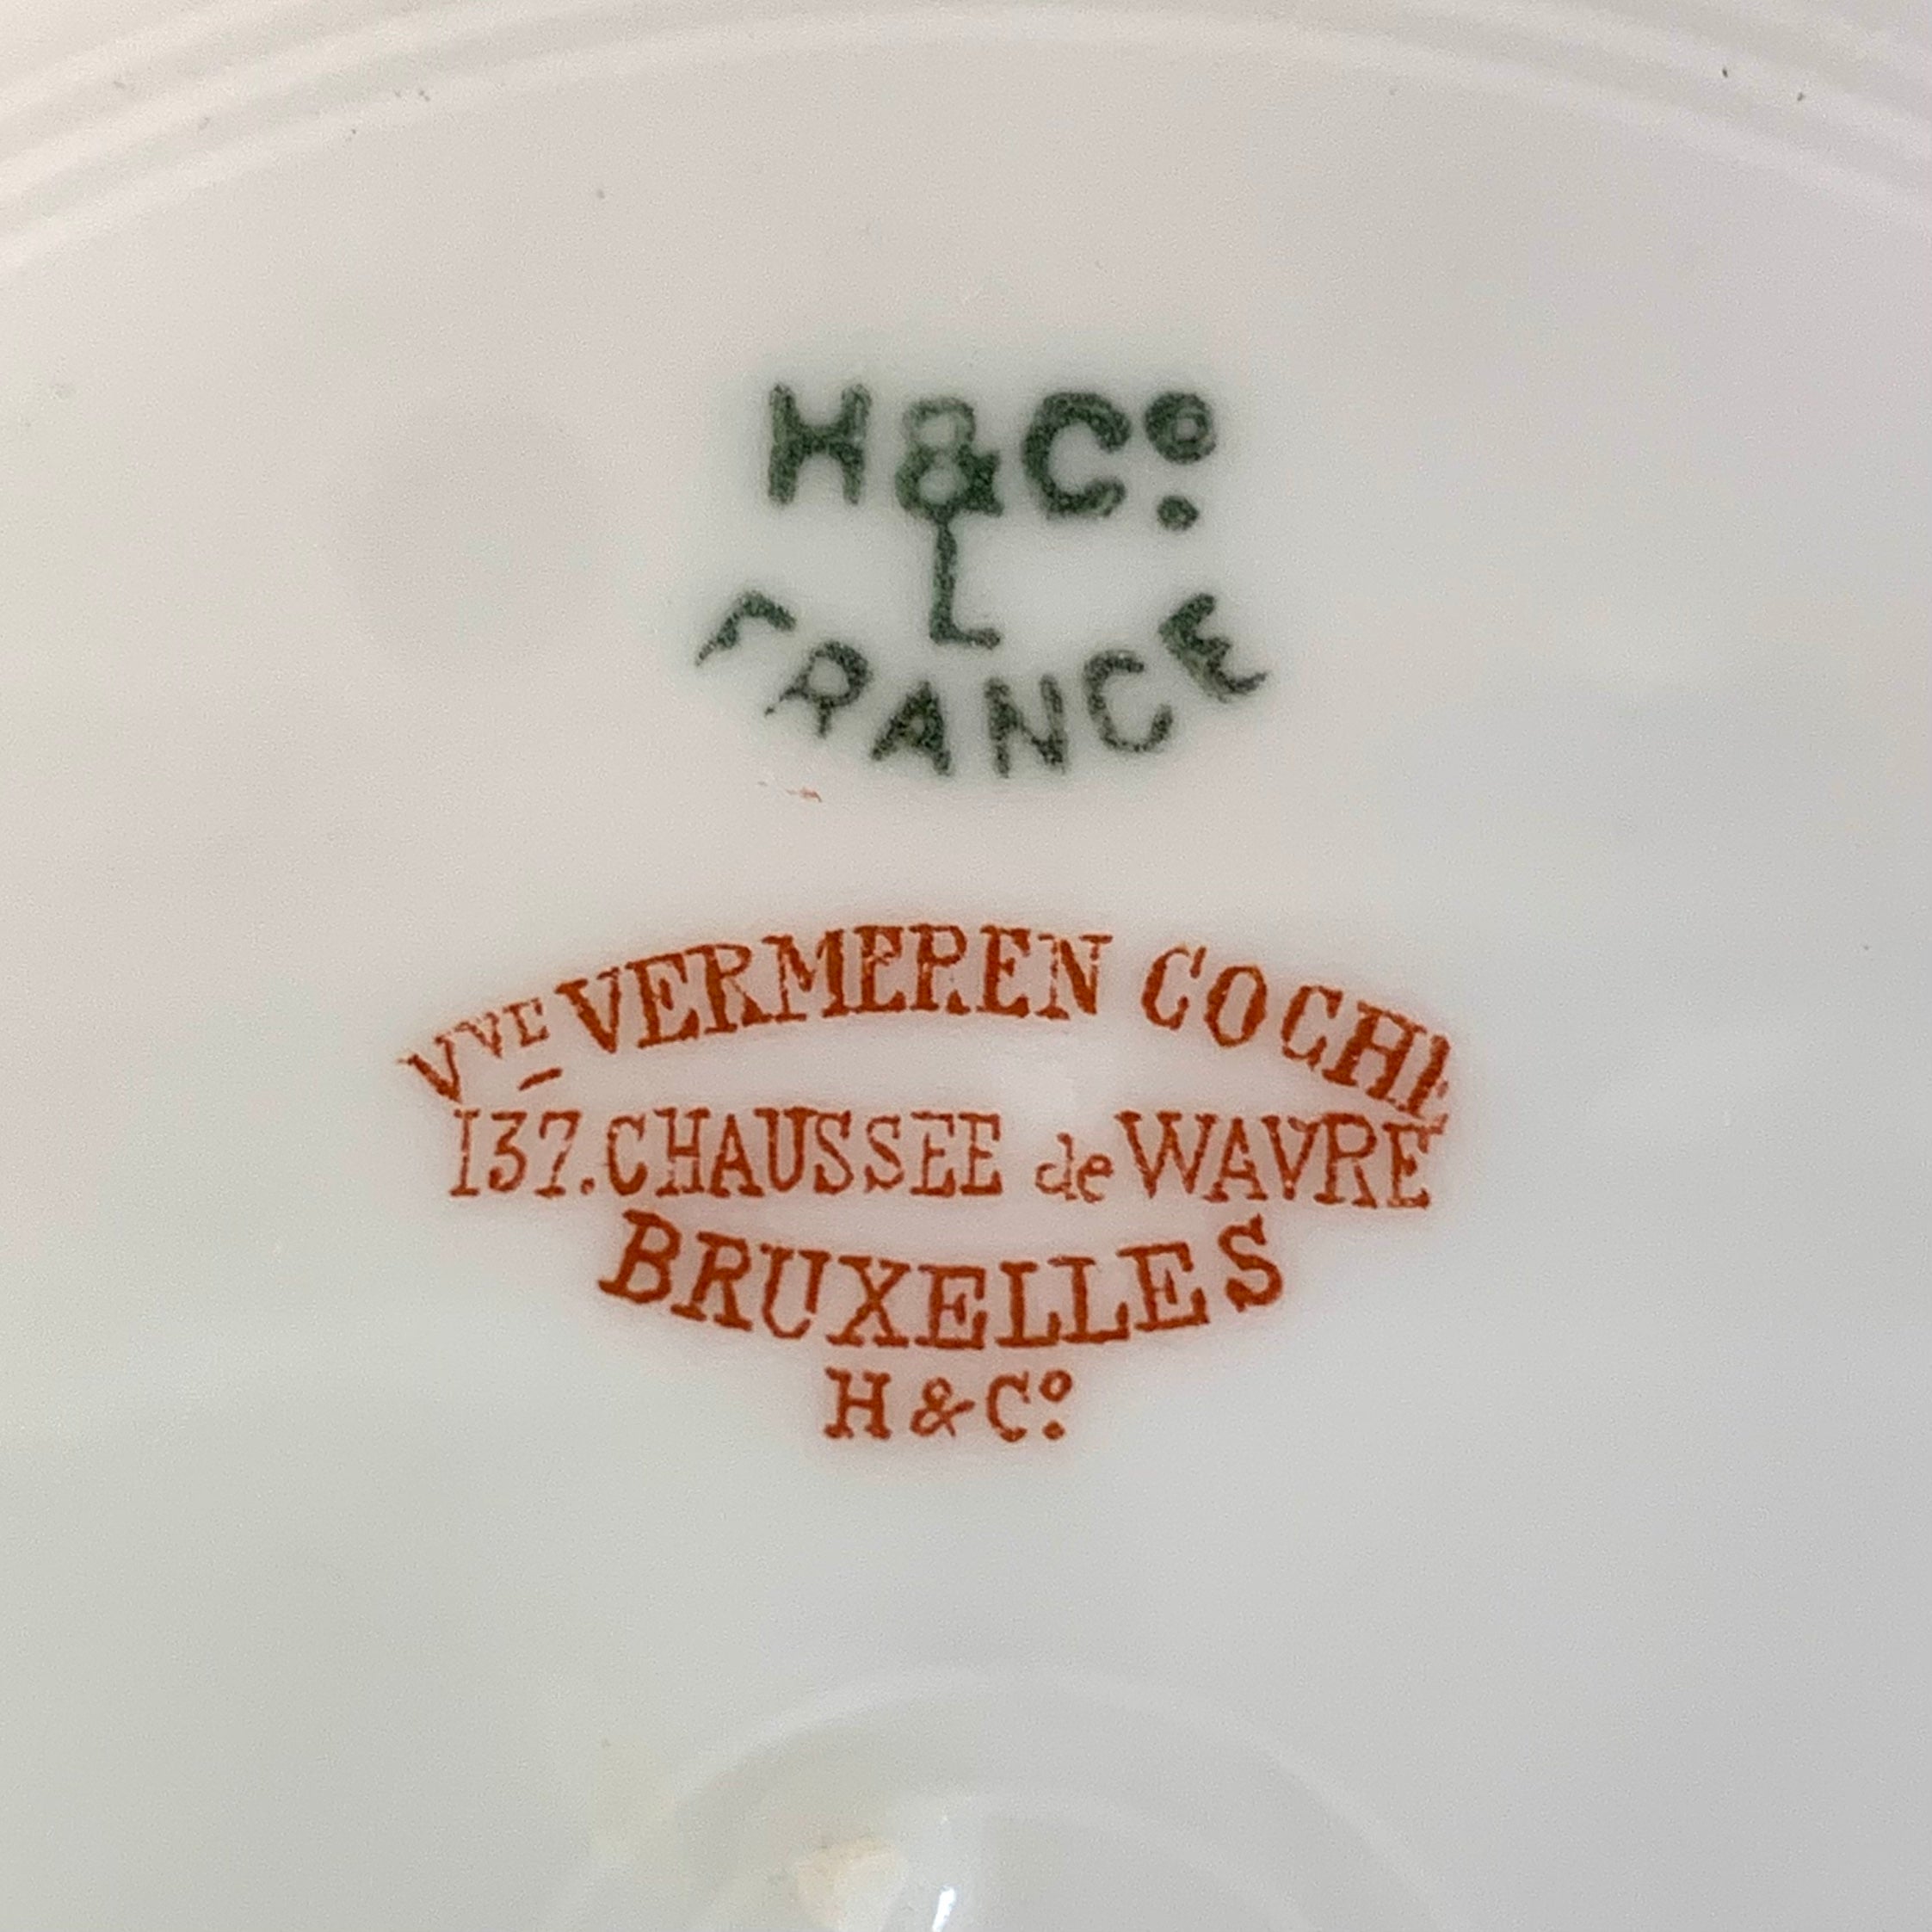 H & Cº.
L
FRANCE
Vᵛᴱ VERMEREN COCHE
137. CHAUSSEE de WAVRE
BRUXELLES
H & Cº.